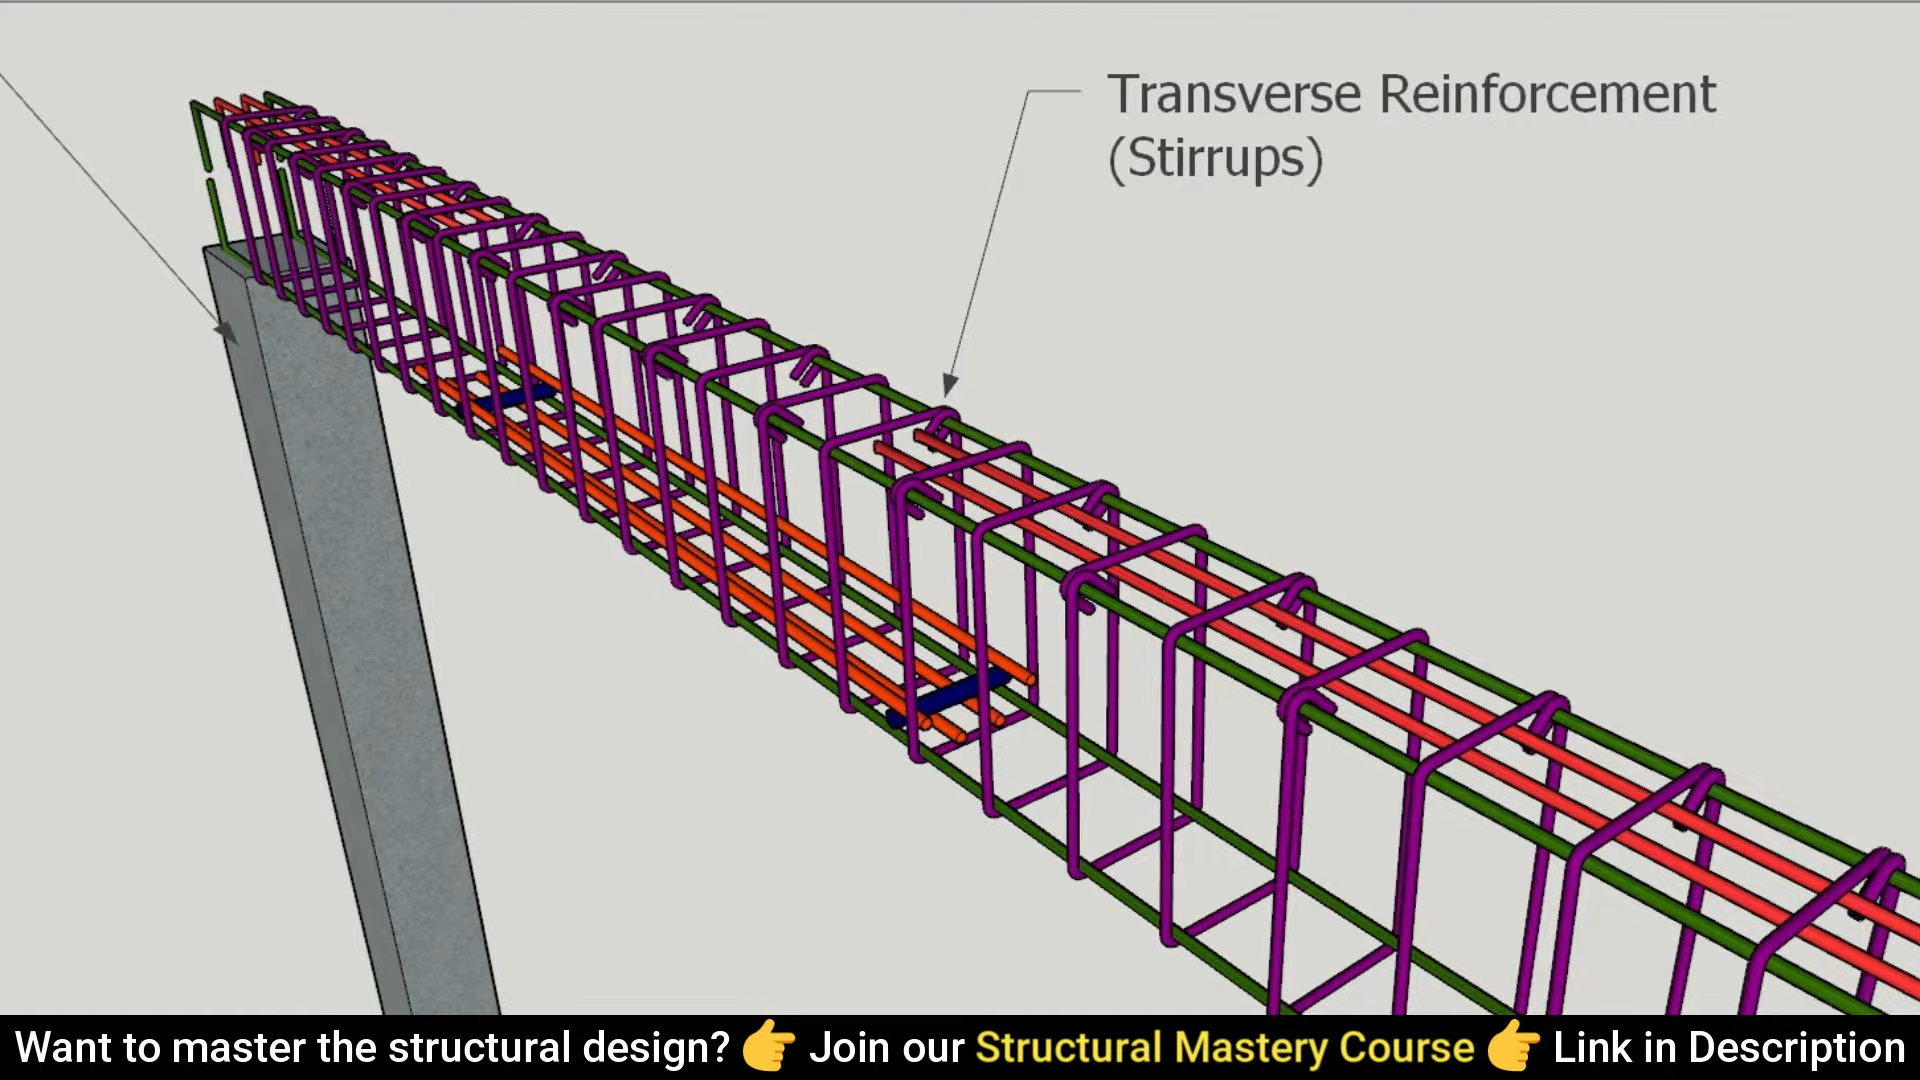 Transverse Reinforcement
(Stirrups)
Want to master the structural design? 👉 Join our Structural Mastery Course 👉 Link in Description